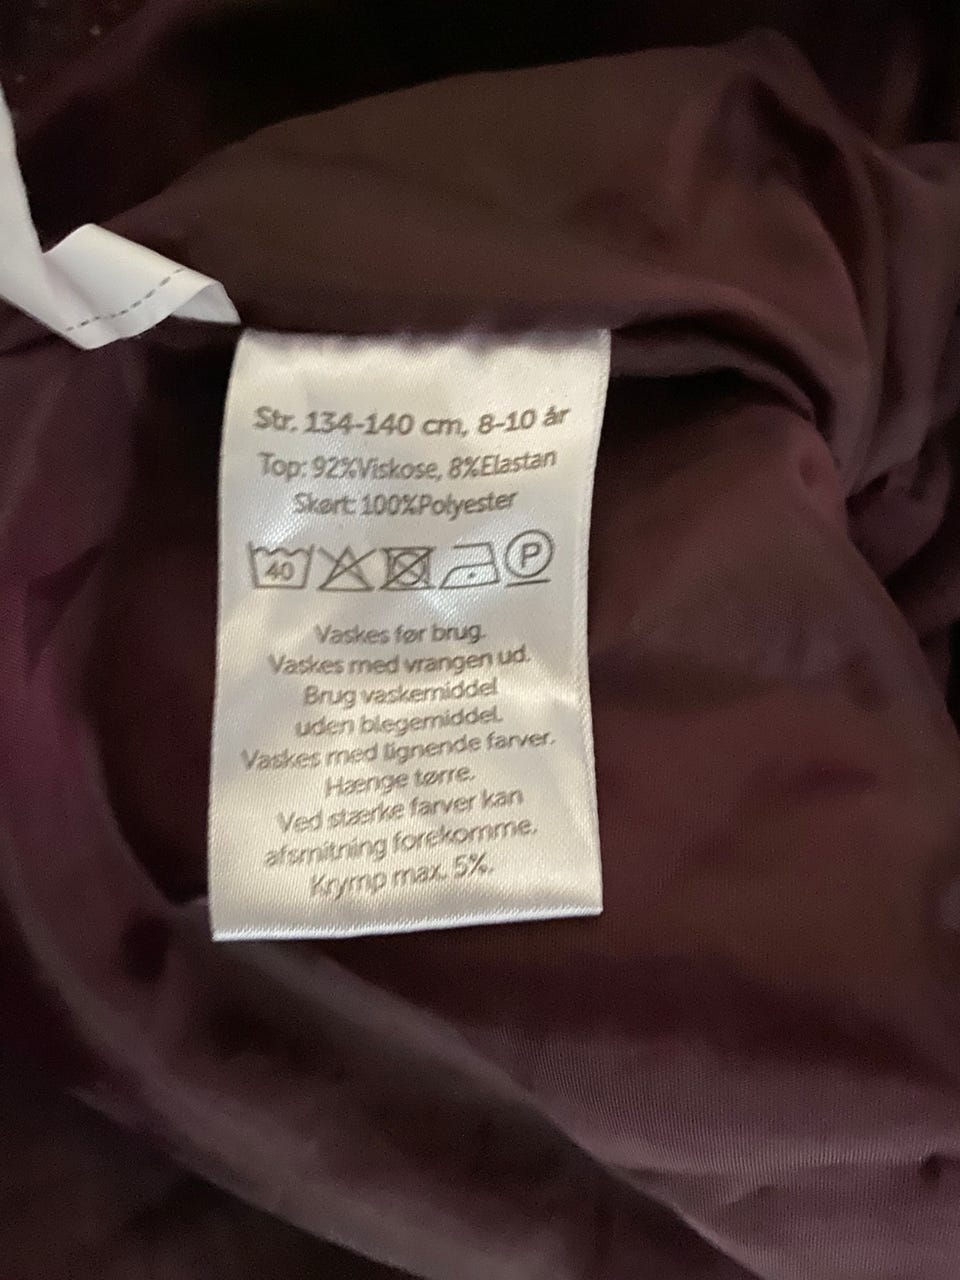 Str. 134-140 cm, 8-10 år
Top: 92%Viskose, 8%Elastan
Skørt: 100%Polyester
40 P
Vaskes før brug.
Vaskes med vrangen ud.
Brug vaskemiddel
uden blegemiddel.
Vaskes med lignende farver.
Hænge tørre.
Ved stærke farver kan
afsmitning forekomme.
Krymp max. 5%.